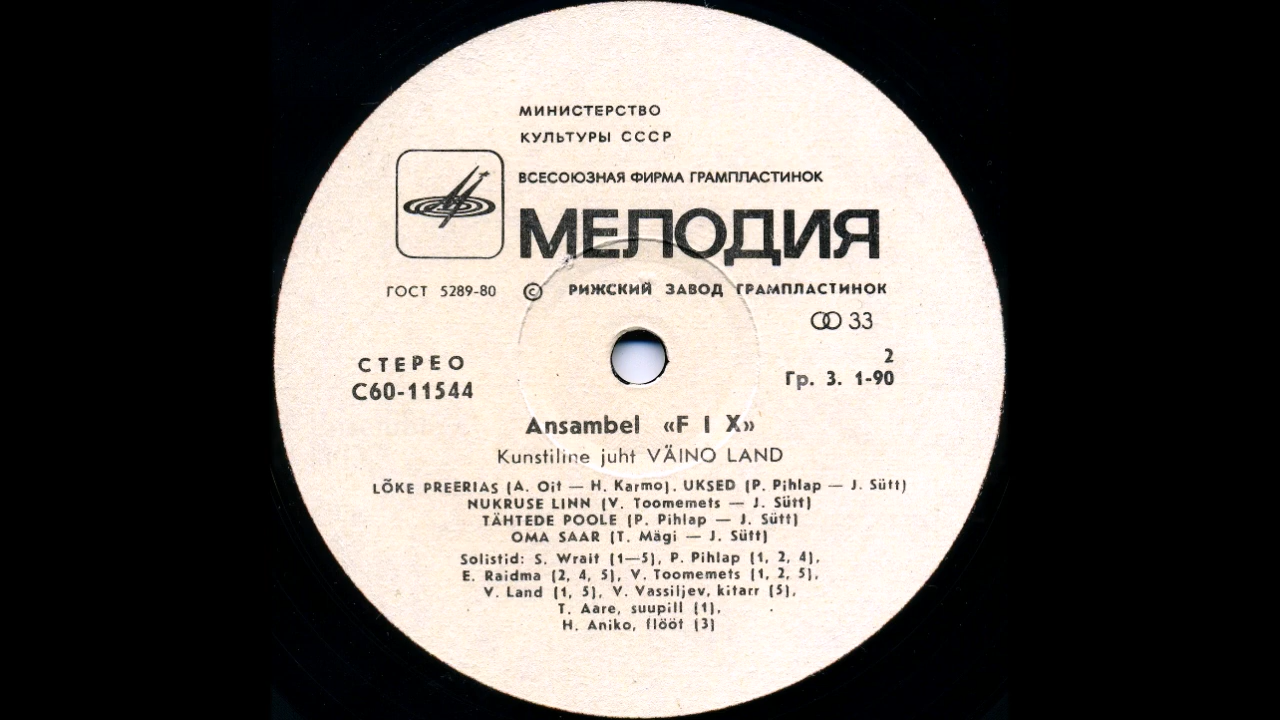 МИНИСТЕРСТВО
КУЛЬТУРЫ СССР
ВСЕСОЮЗНАЯ ФИРМА ГРАМПЛАСТИНОК
МЕЛОДИЯ
ГОСТ 5289-80 © РИЖСКИЙ ЗАВОД ГРАМПЛАСТИНОК
33
СТЕРЕО 2
С60-11544 Гр. 3. 1-90
Ansambel «F I X»
Kunstiline juht VÄINO LAND
LÕKE PREERIAS (A. Oit — H. Karmo). UKSED (P. Pihlap — J. Sütt)
NUKRUSE LINN (V. Toomemets — J. Sütt)
TÄHTEDE POOLE (P. Pihlap — J. Sütt)
OMA SAAR (T. Mägi — J. Sütt)
Solistid: S. Wrait (1—5), P. Pihlap (1, 2, 4),
E. Raidma (2, 4, 5), V. Toomemets (1, 2, 5),
V. Land (1, 5), V. Vassiljev, kitarr (5),
T. Aare, suupill (1),
H. Aniko, flööt (3)